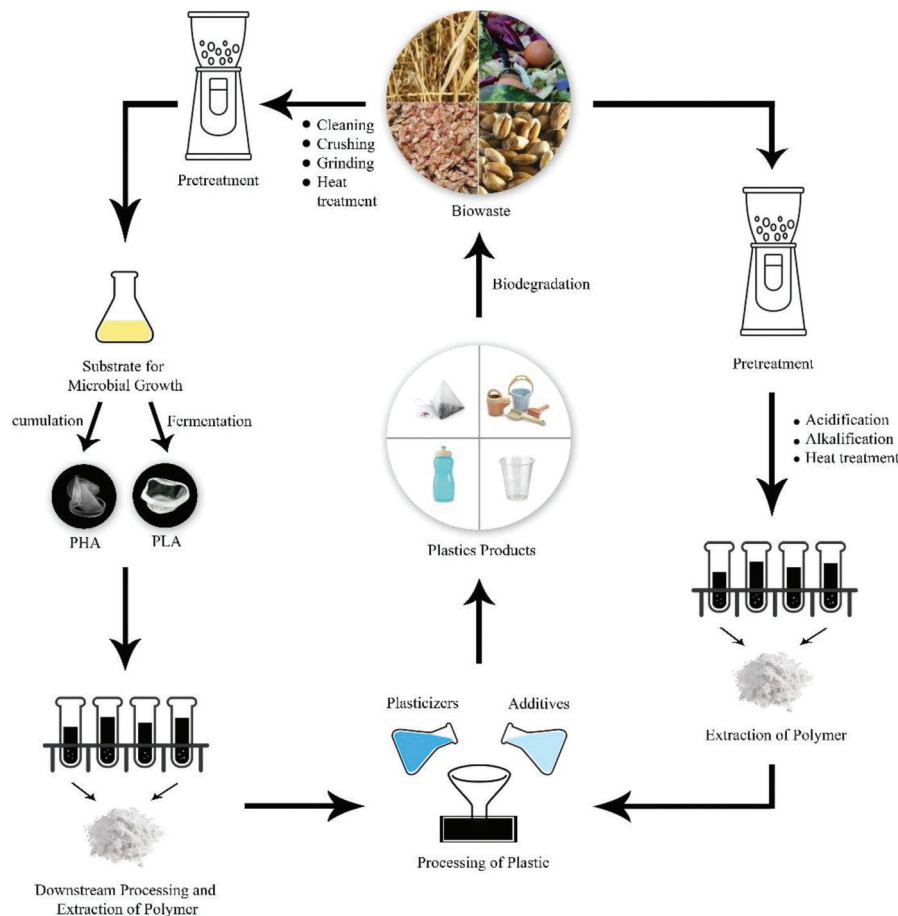 Pretreatment
● Cleaning
● Crushing
● Grinding
● Heat
treatment
Biowaste
Biodegradation
Pretreatment
Substrate for
Microbial Growth
cumulation
Fermentation
PHA
PLA
Plastics Products
● Acidification
● Alkalification
● Heat treatment
Plasticizers
Additives
Extraction of Polymer
Processing of Plastic
Downstream Processing and
Extraction of Polymer